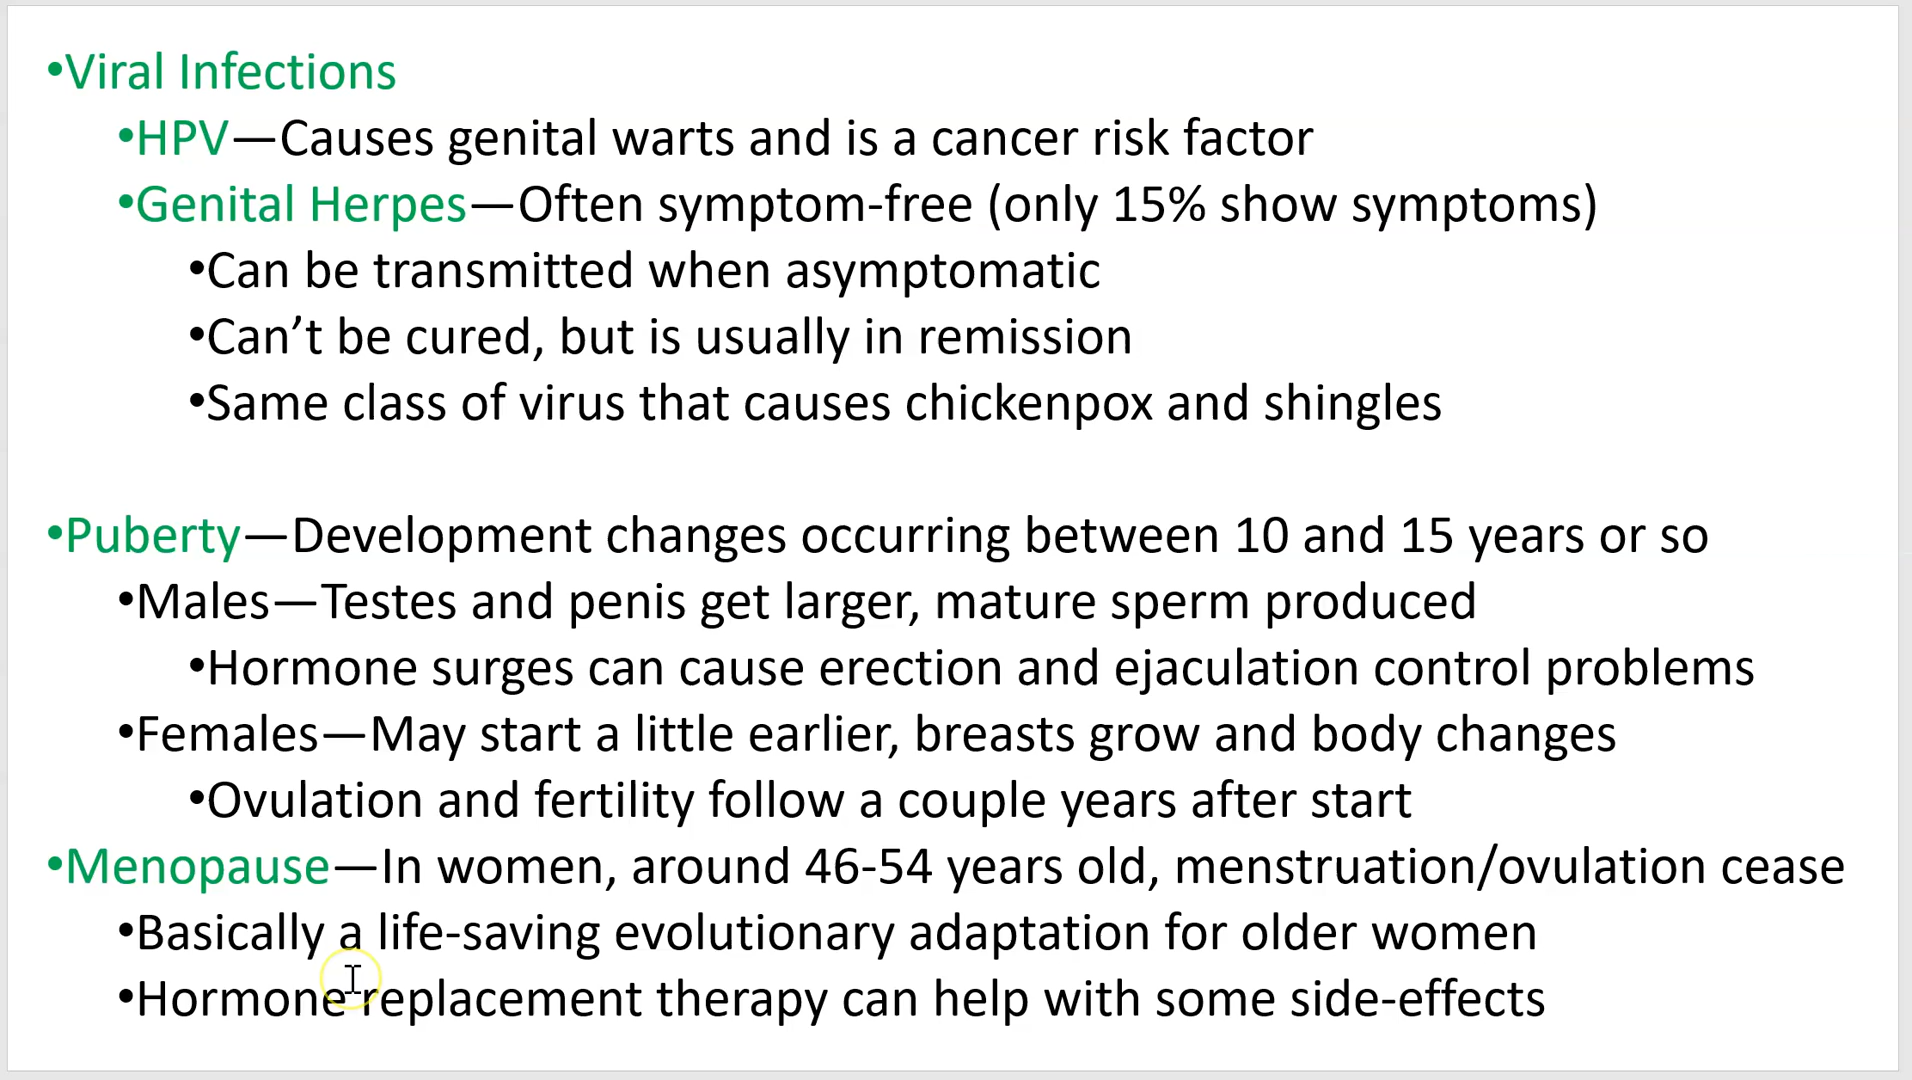 •Viral Infections
•HPV—Causes genital warts and is a cancer risk factor
•Genital Herpes—Often symptom-free (only 15% show symptoms)
•Can be transmitted when asymptomatic
•Can’t be cured, but is usually in remission
•Same class of virus that causes chickenpox and shingles
•Puberty—Development changes occurring between 10 and 15 years or so
•Males—Testes and penis get larger, mature sperm produced
•Hormone surges can cause erection and ejaculation control problems
•Females—May start a little earlier, breasts grow and body changes
•Ovulation and fertility follow a couple years after start
•Menopause—In women, around 46-54 years old, menstruation/ovulation cease
•Basically a life-saving evolutionary adaptation for older women
•Hormone replacement therapy can help with some side-effects